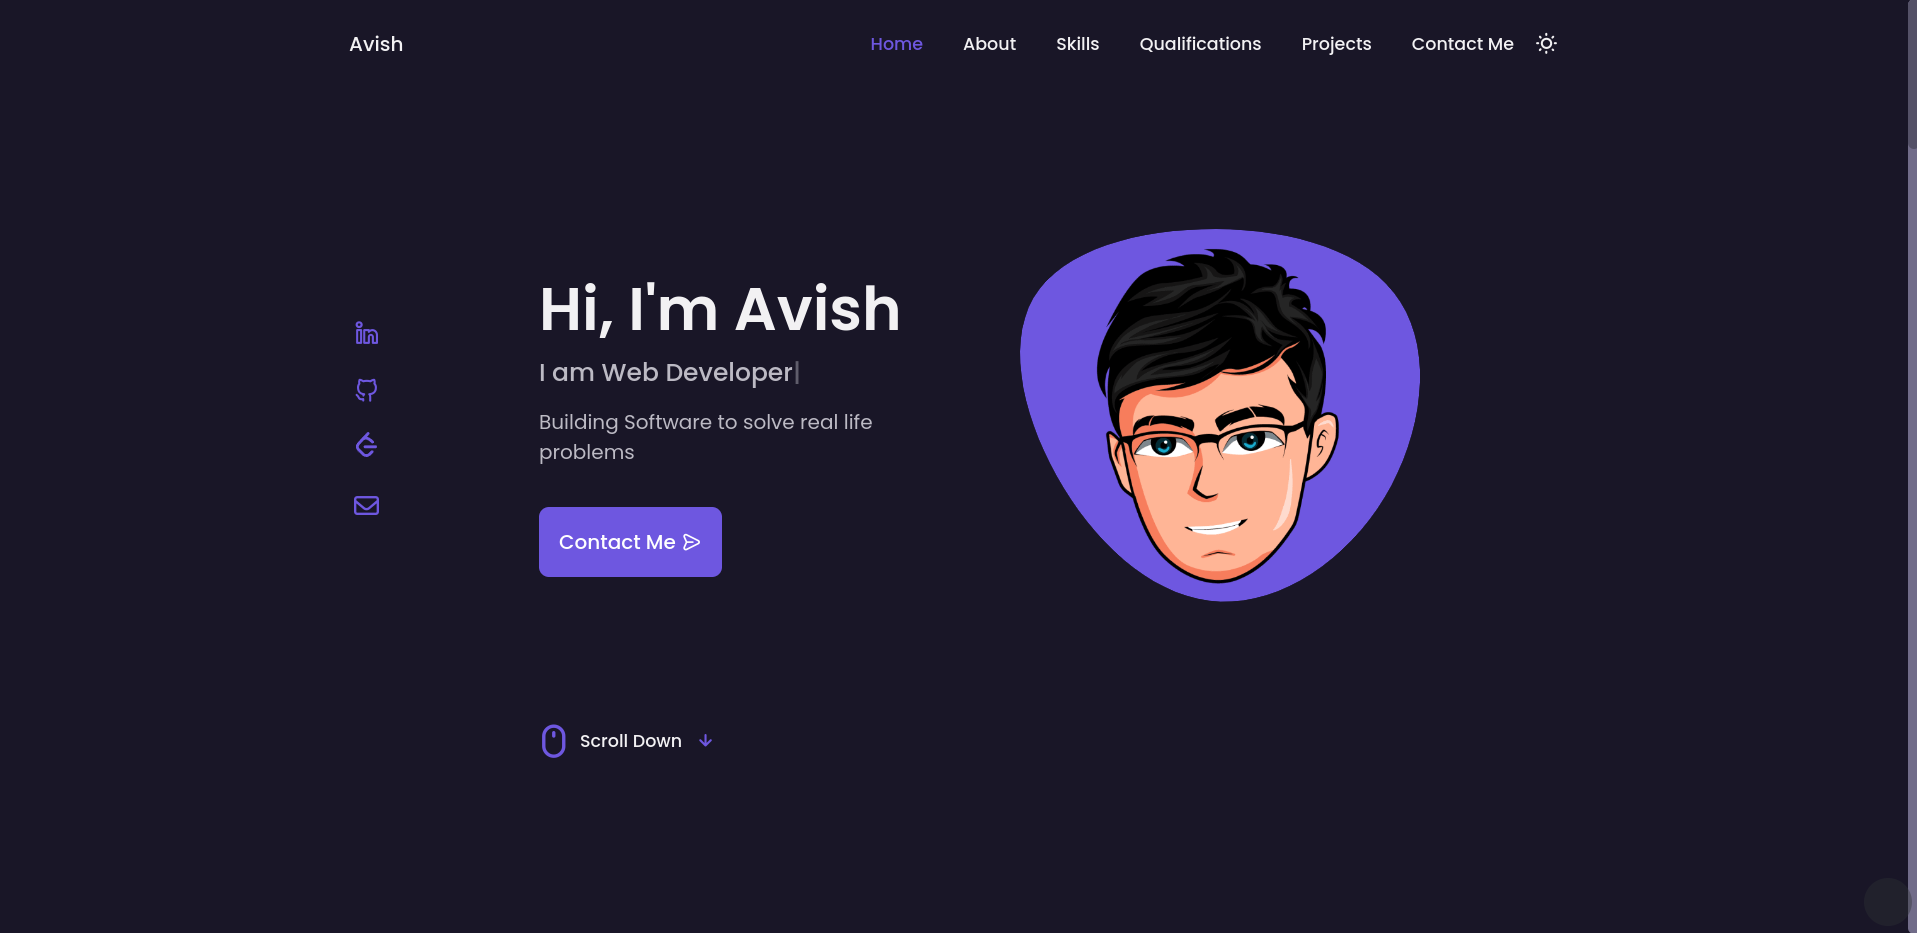 Avish
Home About Skills Qualifications Projects Contact Me
Hi, I'm Avish
I am Web Developer|
Building Software to solve real life
problems
Contact Me
Scroll Down